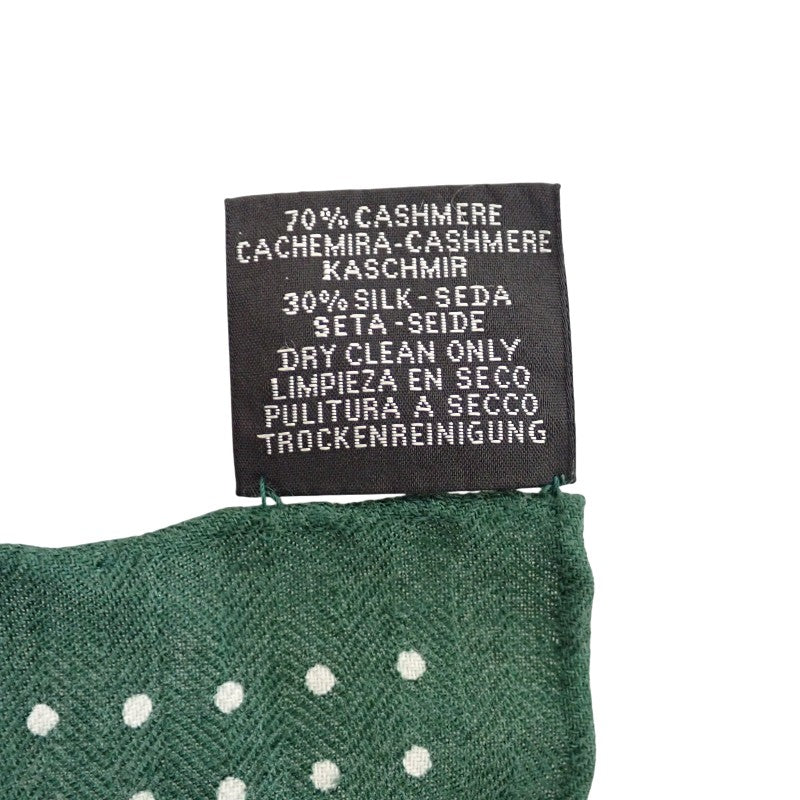 70% CASHMERE
CACHEMIRA-CASHMERE
KASCHMIR
30% SILK - SEDA
SETA - SEIDE
DRY CLEAN ONLY
LIMPIEZA EN SECO
PULITURA A SECCO
TROCKENREINIGUNG